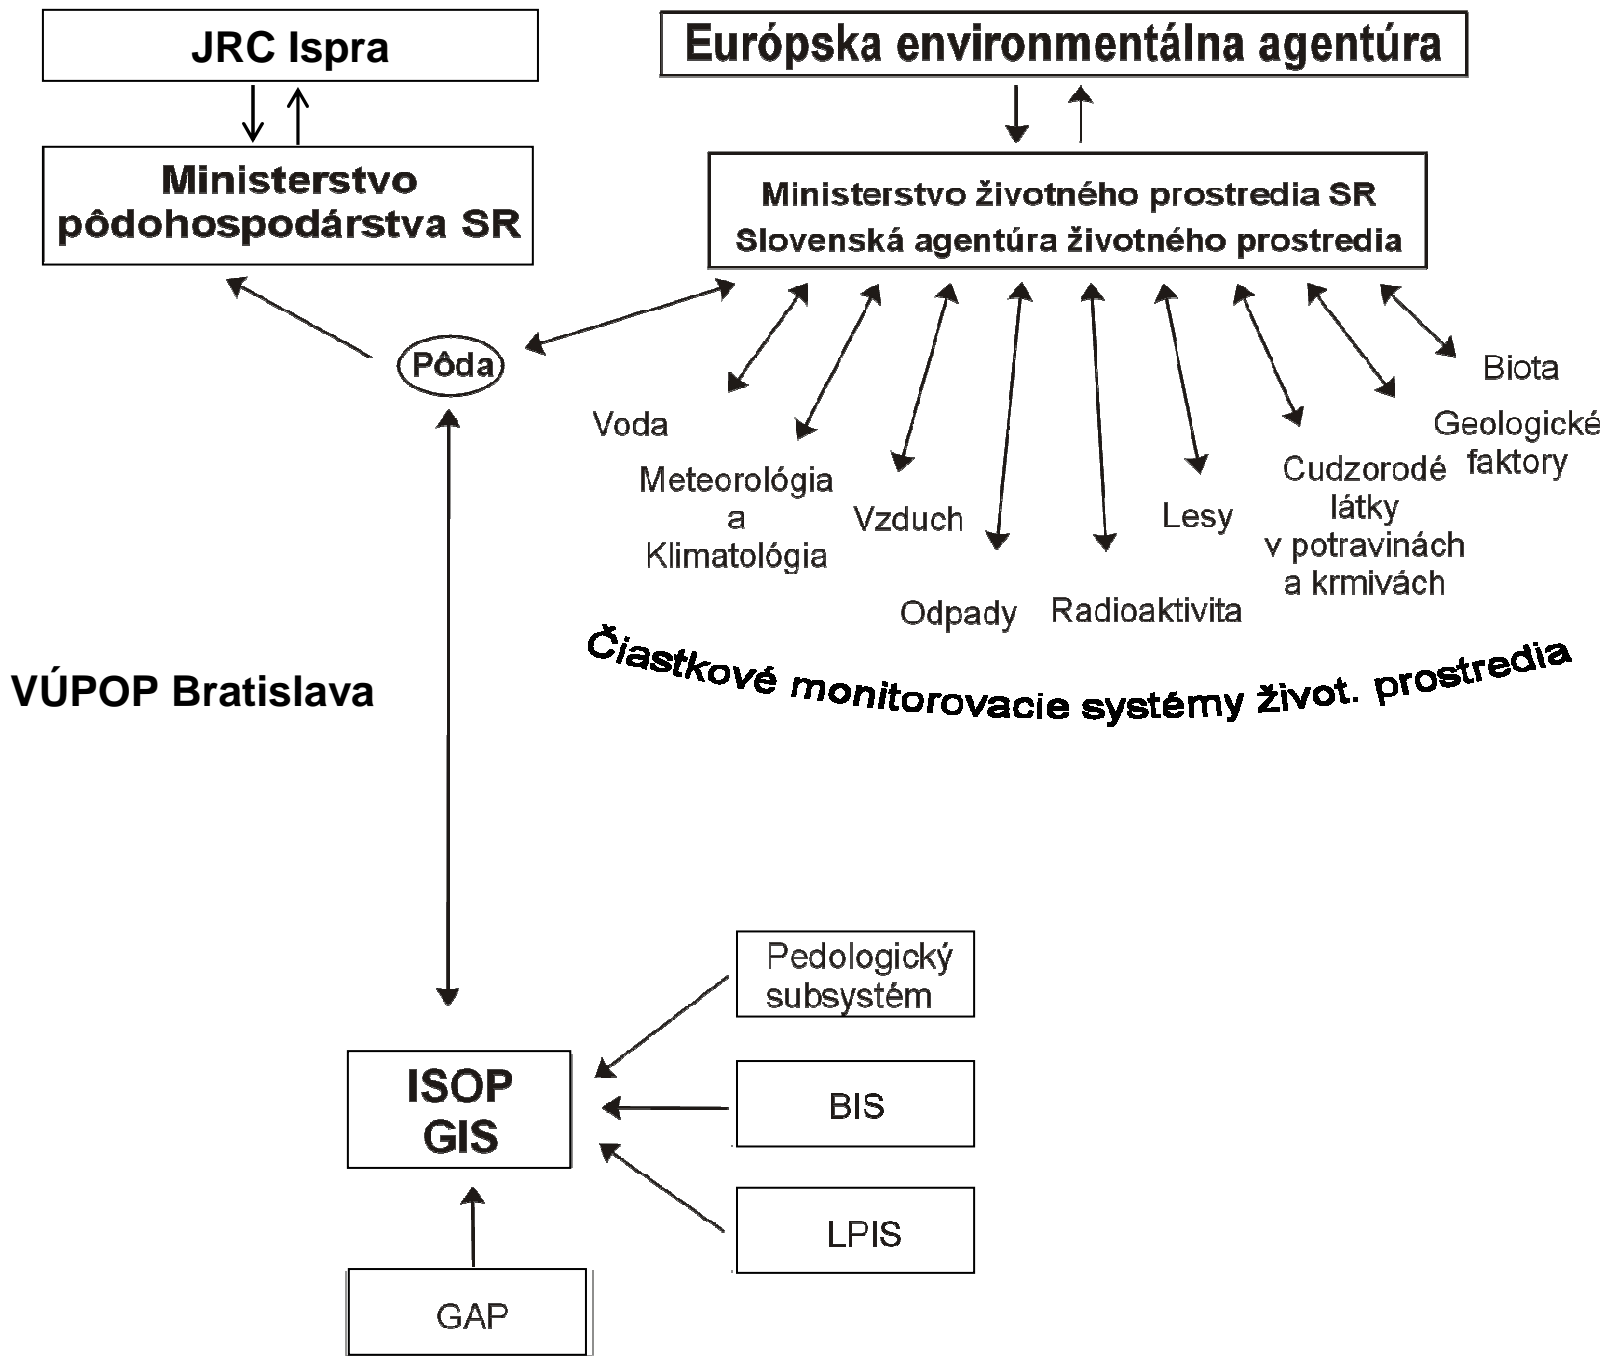 JRC Ispra
Európska environmentálna agentúra
Ministerstvo
pôdohospodárstva SR
Ministerstvo životného prostredia SR
Slovenská agentúra životného prostredia
Pôda
Voda
Meteorológia
a
Klimatológia
Vzduch
Odpady
Radioaktivita
Lesy
Cudzorodé
látky
v potravinách
a krmivách
Geologické
faktory
Biota
Čiastkové monitorovacie systémy život. prostredia
VÚPOP Bratislava
Pedologický
subsystém
ISOP
GIS
BIS
LPIS
GAP